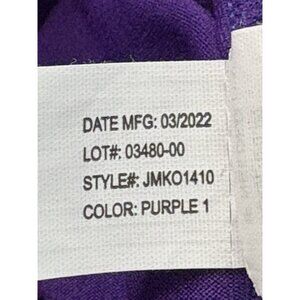 DATE MFG: 03/2022
LOT#: 03480-00
STYLE#: JMKO1410
COLOR: PURPLE 1